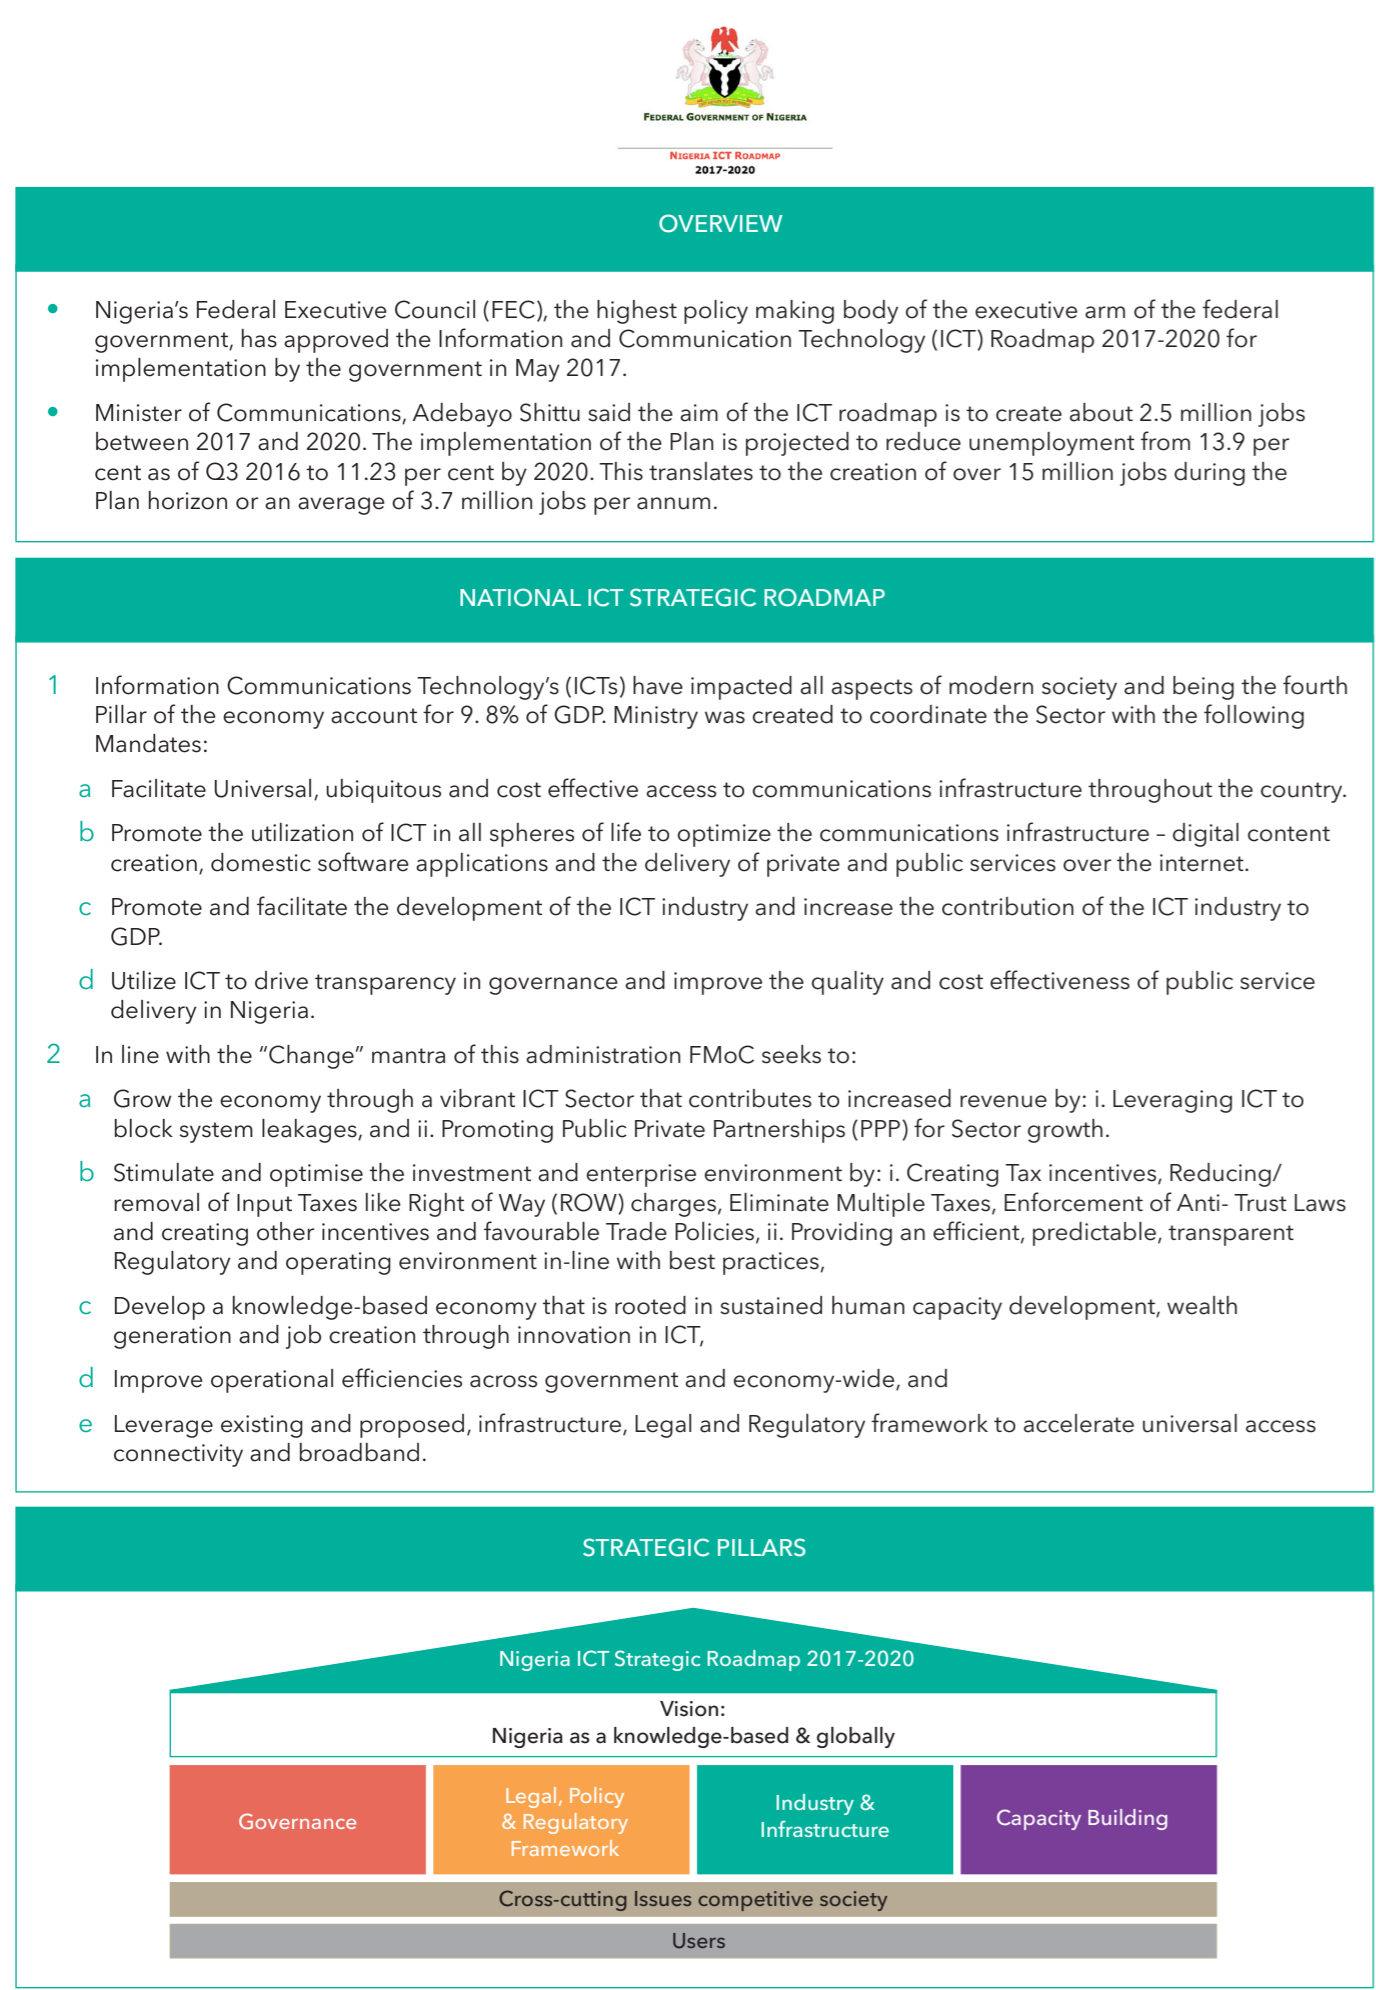 FEDERAL GOVERNMENT OF NIGERIA
NIGERIA ICT ROADMAP
2017-2020
OVERVIEW
• Nigeria’s Federal Executive Council (FEC), the highest policy making body of the executive arm of the federal
government, has approved the Information and Communication Technology (ICT) Roadmap 2017-2020 for
implementation by the government in May 2017.
• Minister of Communications, Adebayo Shittu said the aim of the ICT roadmap is to create about 2.5 million jobs
between 2017 and 2020. The implementation of the Plan is projected to reduce unemployment from 13.9 per
cent as of Q3 2016 to 11.23 per cent by 2020. This translates to the creation of over 15 million jobs during the
Plan horizon or an average of 3.7 million jobs per annum.
NATIONAL ICT STRATEGIC ROADMAP
1 Information Communications Technology’s (ICTs) have impacted all aspects of modern society and being the fourth
Pillar of the economy account for 9. 8% of GDP. Ministry was created to coordinate the Sector with the following
Mandates:
a Facilitate Universal, ubiquitous and cost effective access to communications infrastructure throughout the country.
b Promote the utilization of ICT in all spheres of life to optimize the communications infrastructure – digital content
creation, domestic software applications and the delivery of private and public services over the internet.
c Promote and facilitate the development of the ICT industry and increase the contribution of the ICT industry to
GDP.
d Utilize ICT to drive transparency in governance and improve the quality and cost effectiveness of public service
delivery in Nigeria.
2 In line with the “Change” mantra of this administration FMoC seeks to:
a Grow the economy through a vibrant ICT Sector that contributes to increased revenue by: i. Leveraging ICT to
block system leakages, and ii. Promoting Public Private Partnerships (PPP) for Sector growth.
b Stimulate and optimise the investment and enterprise environment by: i. Creating Tax incentives, Reducing/
removal of Input Taxes like Right of Way (ROW) charges, Eliminate Multiple Taxes, Enforcement of Anti- Trust Laws
and creating other incentives and favourable Trade Policies, ii. Providing an efficient, predictable, transparent
Regulatory and operating environment in-line with best practices,
c Develop a knowledge-based economy that is rooted in sustained human capacity development, wealth
generation and job creation through innovation in ICT,
d Improve operational efficiencies across government and economy-wide, and
e Leverage existing and proposed, infrastructure, Legal and Regulatory framework to accelerate universal access
connectivity and broadband.
STRATEGIC PILLARS
Nigeria ICT Strategic Roadmap 2017-2020
Vision:
Nigeria as a knowledge-based & globally
Governance
Legal, Policy
& Regulatory
Framework
Industry &
Infrastructure
Capacity Building
Cross-cutting Issues competitive society
Users